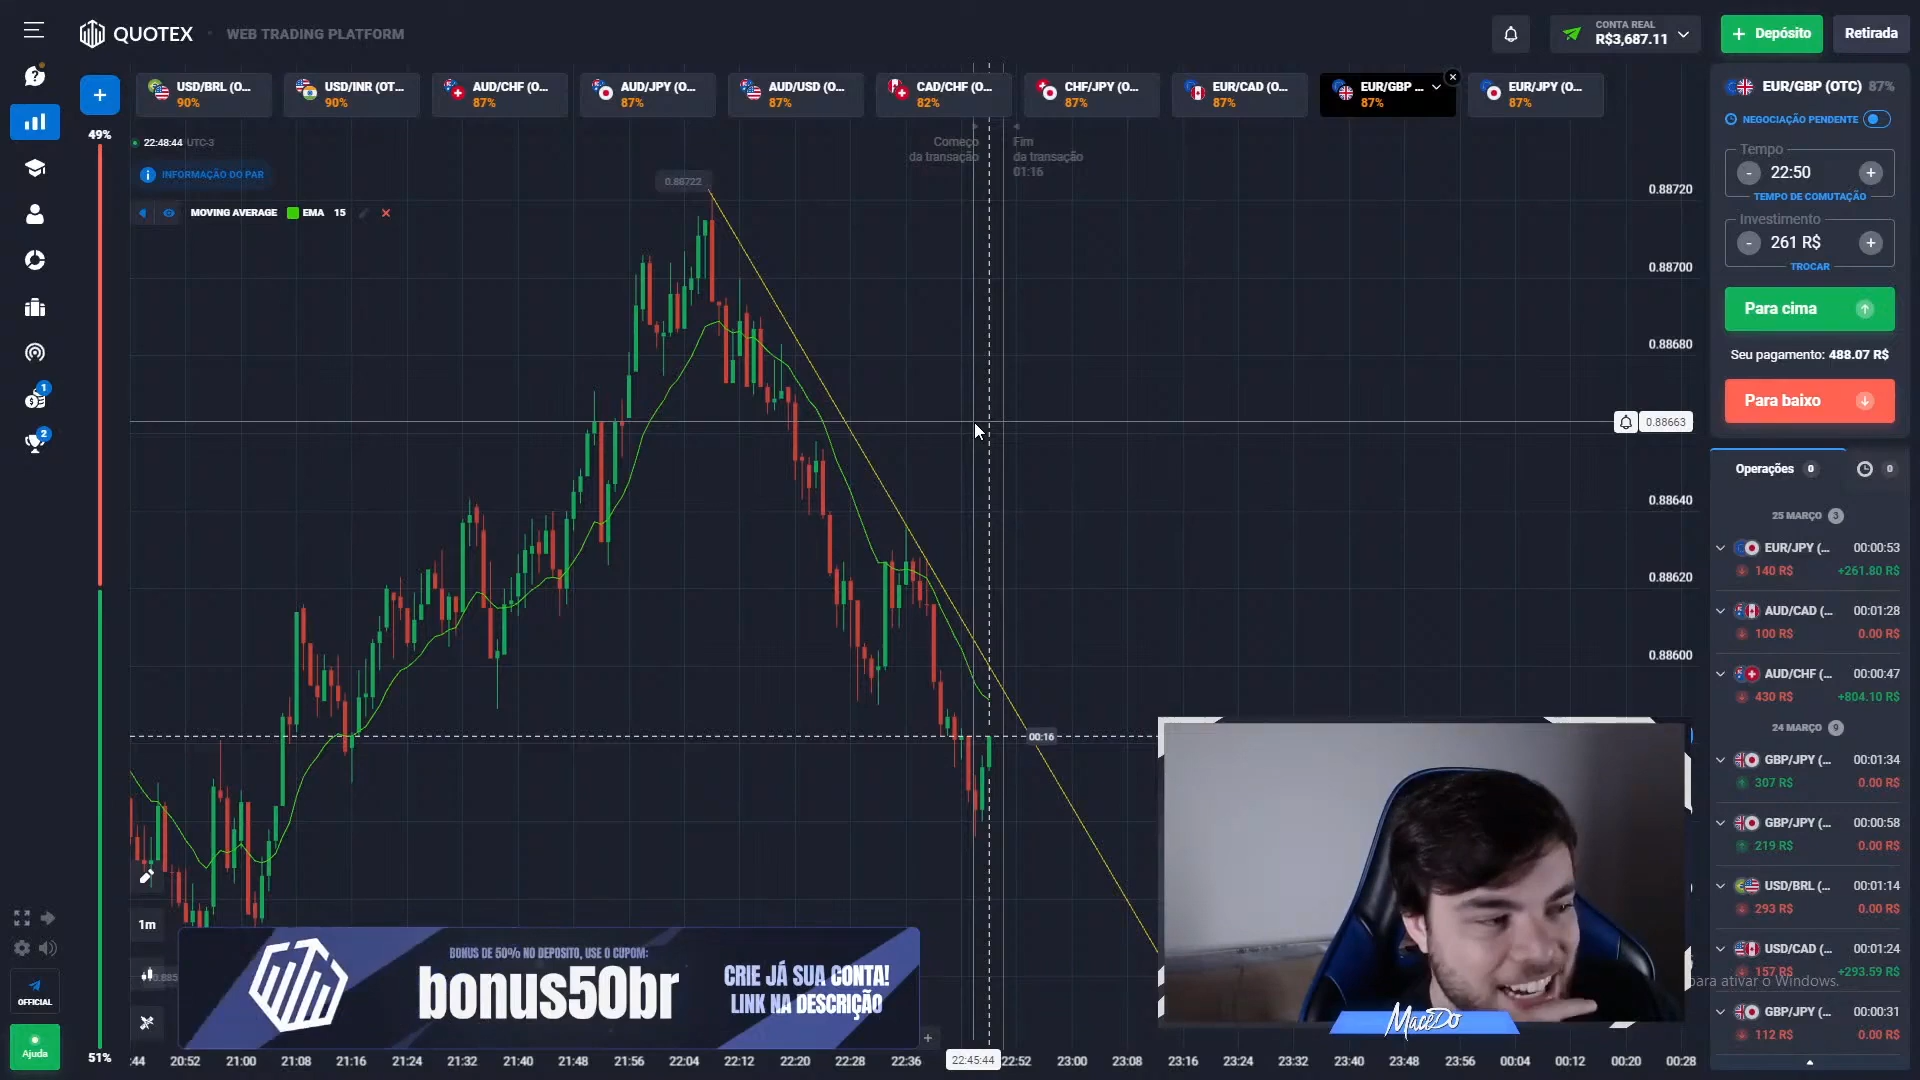 QUOTEX
WEB TRADING PLATFORM
CONTA REAL
R$3,687.11
+ Depósito
Retirada
USD/BRL (O...
90%
USD/INR (OT...
90%
AUD/CHF (O...
87%
AUD/JPY (O...
87%
AUD/USD (O...
87%
CAD/CHF (O...
82%
CHF/JPY (O...
87%
EUR/CAD (O...
87%
EUR/GBP ...
87%
EUR/JPY (O...
87%
EUR/GBP (OTC) 87%
NEGOCIAÇÃO PENDENTE
Tempo
- 22:50 +
TEMPO DE COMUTAÇÃO
Investimento
- 261 R$ +
TROCAR
Para cima
Seu pagamento: 488.07 R$
Para baixo
Operações 0
0
25 MARÇO 3
EUR/JPY (... 00:00:53
140 R$ +261.80 R$
AUD/CAD (... 00:01:28
100 R$ 0.00 R$
AUD/CHF (... 00:00:47
430 R$ +804.10 R$
24 MARÇO 9
GBP/JPY (... 00:01:34
307 R$ 0.00 R$
GBP/JPY (... 00:00:58
219 R$ 0.00 R$
USD/BRL (... 00:01:14
293 R$ 0.00 R$
USD/CAD (... 00:01:24
157 R$ +293.59 R$
para ativar o Windows.
GBP/JPY (... 00:00:31
112 R$ 0.00 R$
1
2
OFFICIAL
Ajuda
49%
51%
22:48:44 UTC-3
INFORMAÇÃO DO PAR
MOVING AVERAGE EMA 15
Começo
da transação
Fim
da transação
01:16
0.88722
0.88720
0.88700
0.88680
0.88663
0.88640
0.88620
0.88600
00:16
1m
0.885
BONUS DE 50% NO DEPOSITO, USE O CUPOM:
bonus50br
CRIE JÁ SUA CONTA!
LINK NA DESCRIÇÃO
MaceDo
:44 20:52 21:00 21:08 21:16 21:24 21:32 21:40 21:48 21:56 22:04 22:12 22:20 22:28 22:36 22:45:44 22:52 23:00 23:08 23:16 23:24 23:32 23:40 23:48 23:56 00:04 00:12 00:20 00:28